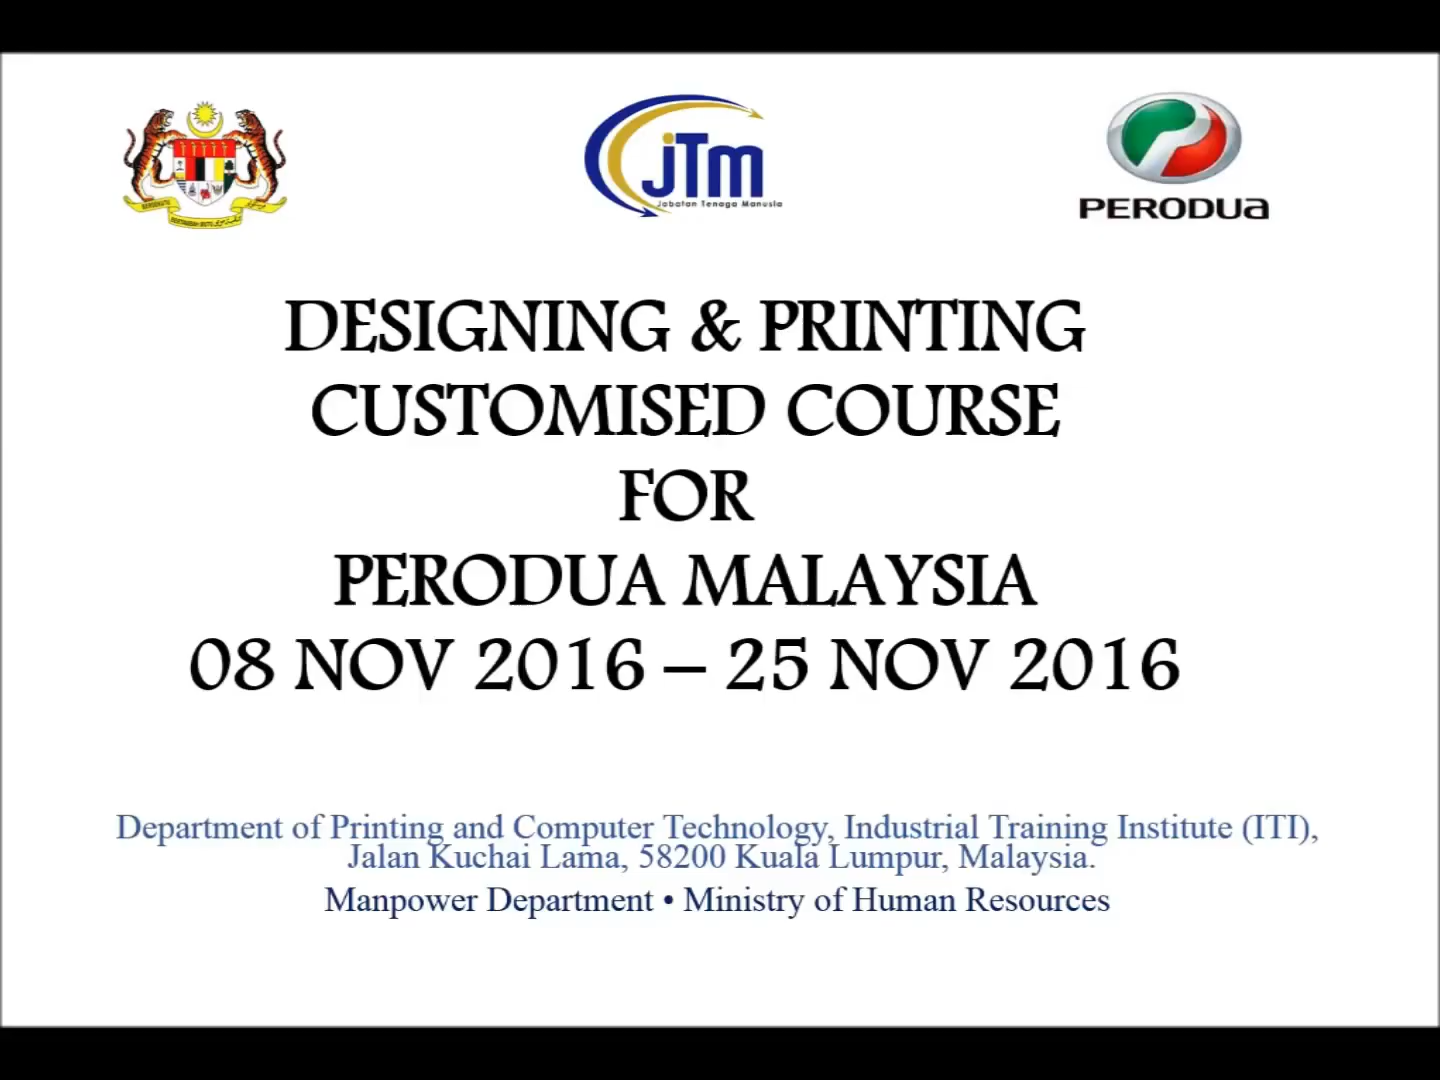 jTm
Jabatan Tenaga Manusia
PERODUA
DESIGNING & PRINTING
CUSTOMISED COURSE
FOR
PERODUA MALAYSIA
08 NOV 2016 – 25 NOV 2016
Department of Printing and Computer Technology, Industrial Training Institute (ITI),
Jalan Kuchai Lama, 58200 Kuala Lumpur, Malaysia.
Manpower Department • Ministry of Human Resources